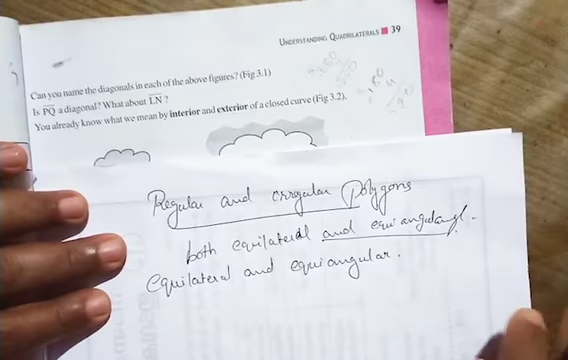 UNDERSTANDING QUADRILATERALS 39
Can you name the diagonals in each of the above figures? (Fig 3.1)
Is PQ a diagonal? What about LN ?
You already know what we mean by interior and exterior of a closed curve (Fig 3.2).
Regular and irregular Polygons
both equilateral and equiangular.
equilateral and equiangular.